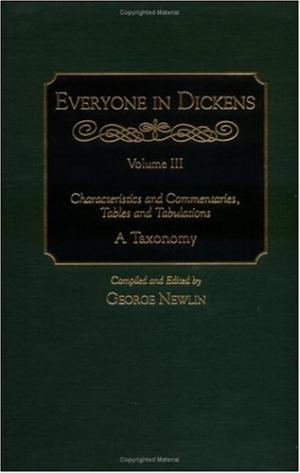 Copyrighted Material
EVERYONE IN DICKENS
Volume III
Characteristics and Commentaries,
Tables and Tabulations
A Taxonomy
Compiled and Edited by
GEORGE NEWLIN
Copyrighted Material